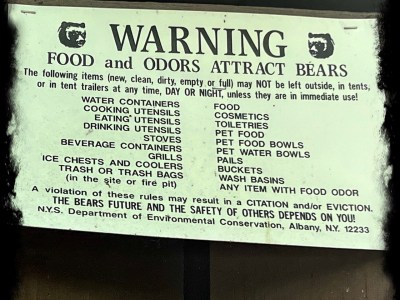 WARNING
FOOD and ODORS ATTRACT BEARS
The following items (new, clean, dirty, empty or full) may NOT be left outside, in tents,
or in tent trailers at any time, DAY OR NIGHT, unless they are in immediate use!
WATER CONTAINERS
COOKING UTENSILS
EATING UTENSILS
DRINKING UTENSILS
STOVES
BEVERAGE CONTAINERS
GRILLS
ICE CHESTS AND COOLERS
TRASH OR TRASH BAGS
(in the site or fire pit)
FOOD
COSMETICS
TOILETRIES
PET FOOD
PET FOOD BOWLS
PET WATER BOWLS
PAILS
BUCKETS
WASH BASINS
ANY ITEM WITH FOOD ODOR
A violation of these rules may result in a CITATION and/or EVICTION.
THE BEARS FUTURE AND THE SAFETY OF OTHERS DEPENDS ON YOU!
N.Y.S. Department of Environmental Conservation, Albany, N.Y. 12233